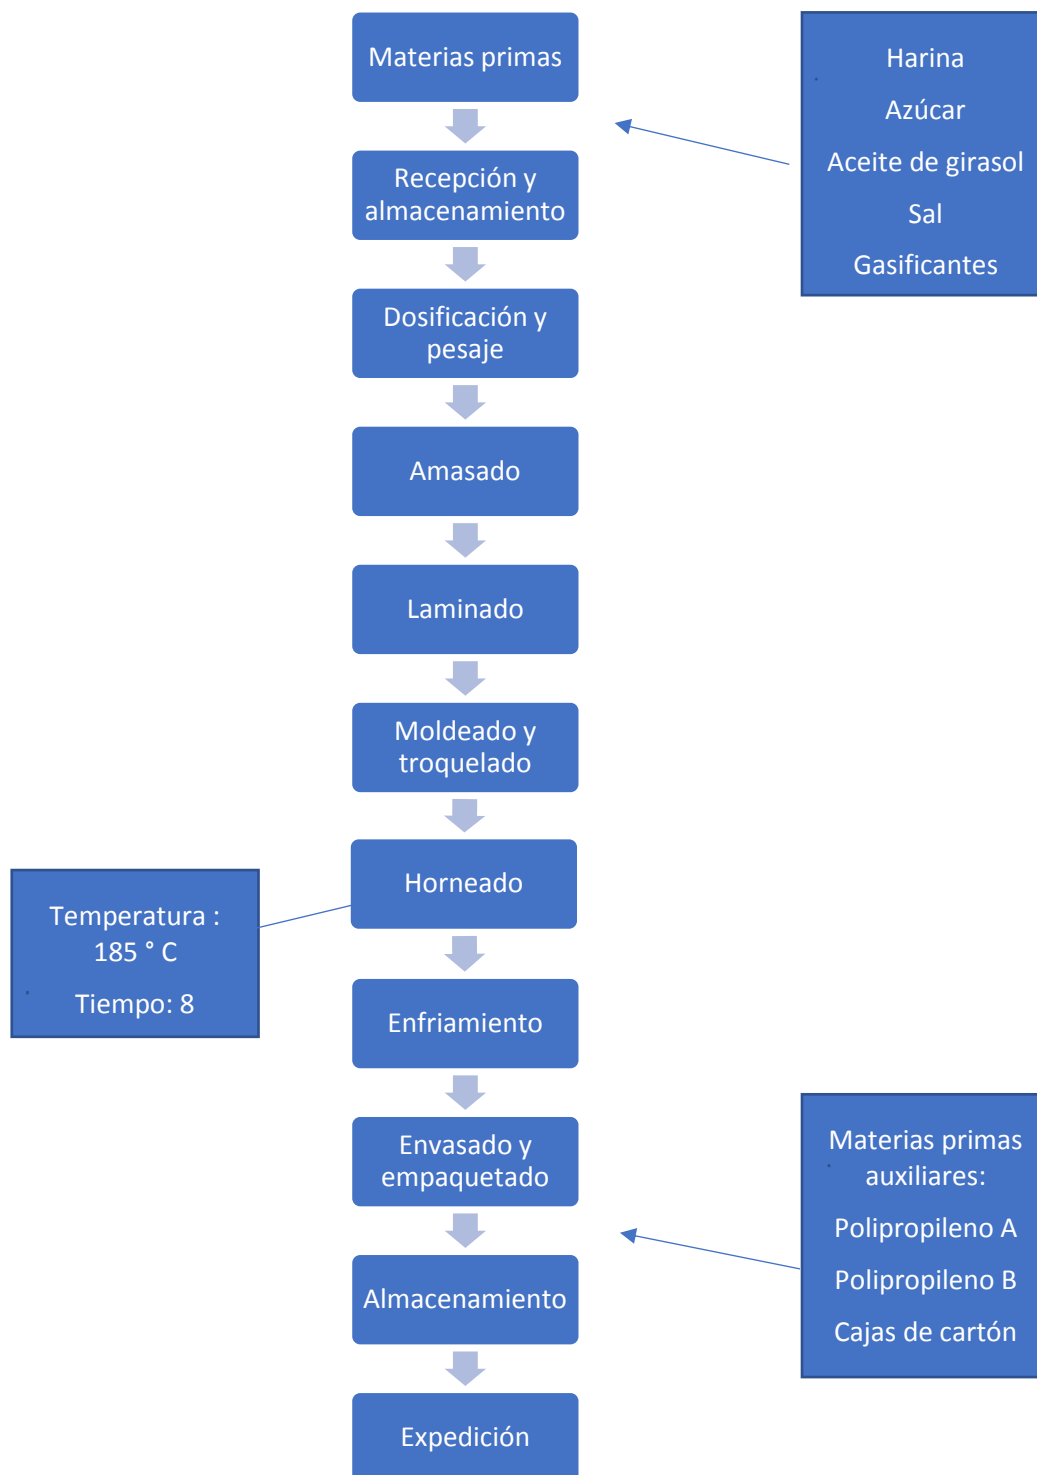 Materias primas
Harina
Azúcar
Aceite de girasol
Sal
Gasificantes
Recepción y
almacenamiento
Dosificación y
pesaje
Amasado
Laminado
Moldeado y
troquelado
Horneado
Temperatura :
185 ° C
Tiempo: 8
Enfriamiento
Envasado y
empaquetado
Materias primas
auxiliares:
Polipropileno A
Polipropileno B
Cajas de cartón
Almacenamiento
Expedición